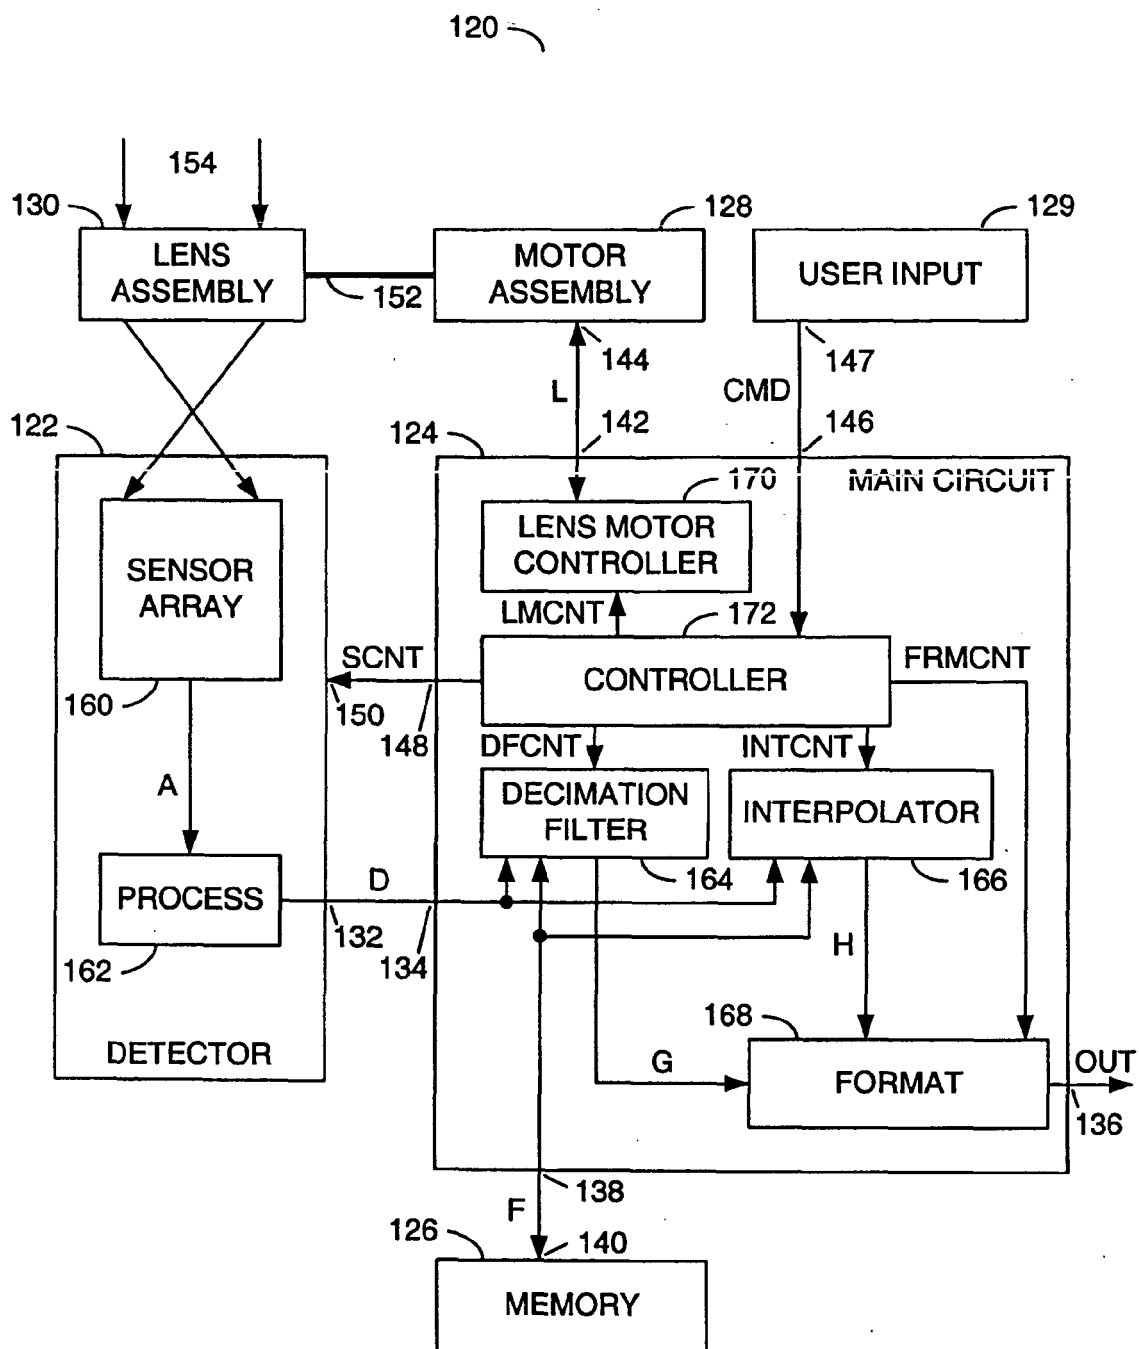 120
154
130
128
129
LENS
ASSEMBLY
MOTOR
ASSEMBLY
USER INPUT
152
144
147
L
CMD
122
124
142
146
170
MAIN CIRCUIT
LENS MOTOR
CONTROLLER
SENSOR
ARRAY
LMCNT
172
SCNT
CONTROLLER
FRMCNT
160
150
148
DFCNT
INTCNT
A
DECIMATION
FILTER
INTERPOLATOR
PROCESS
D
164
166
162
132
134
H
168
DETECTOR
G
FORMAT
OUT
136
138
F
126
140
MEMORY